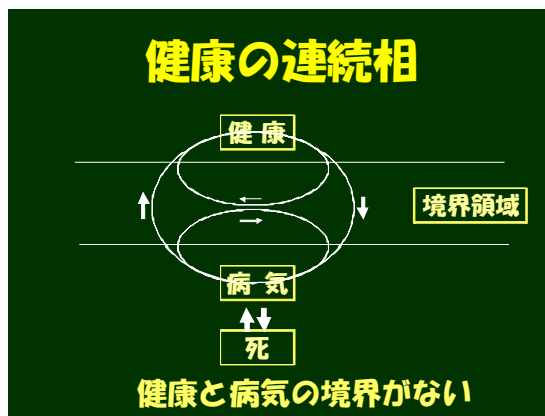 健康の連続相
健 康
境界領域
病 気
死
健康と病気の境界がない